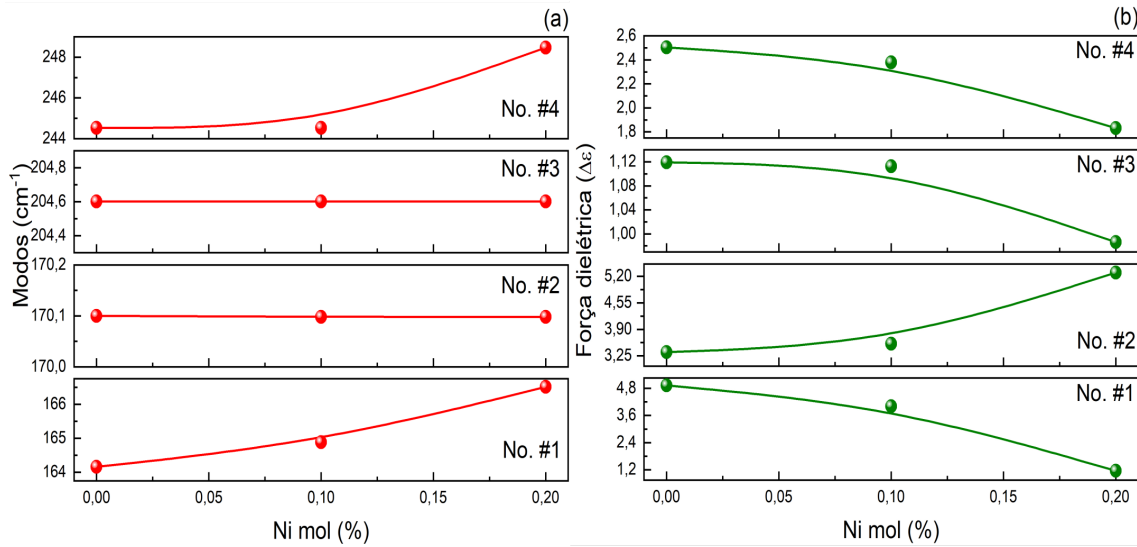 (a)
Modos (cm⁻¹)
248
246
244
No. #4
204,8
204,6
204,4
No. #3
170,2
170,1
170,0
No. #2
166
165
164
No. #1
0,00 0,05 0,10 0,15 0,20
Ni mol (%)
(b)
Força dielétrica (Δε)
2,6
2,4
2,2
2,0
1,8
No. #4
1,12
1,08
1,04
1,00
No. #3
5,20
4,55
3,90
3,25
No. #2
4,8
3,6
2,4
1,2
No. #1
0,00 0,05 0,10 0,15 0,20
Ni mol (%)